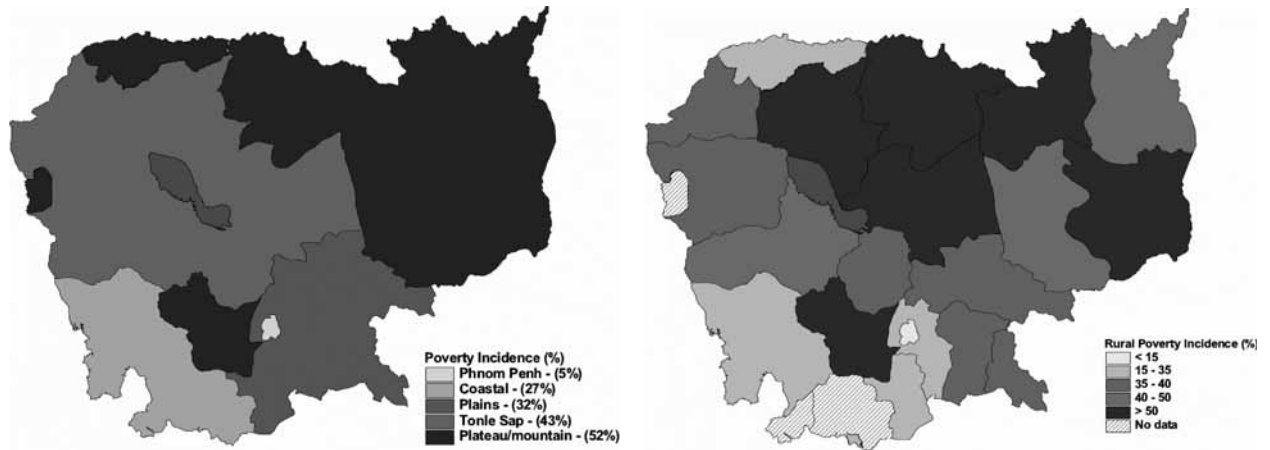 Poverty Incidence (%)
Phnom Penh - (5%)
Coastal - (27%)
Plains - (32%)
Tonle Sap - (43%)
Plateau/mountain - (52%)
Rural Poverty Incidence (%)
< 15
15 - 35
35 - 40
40 - 50
> 50
No data